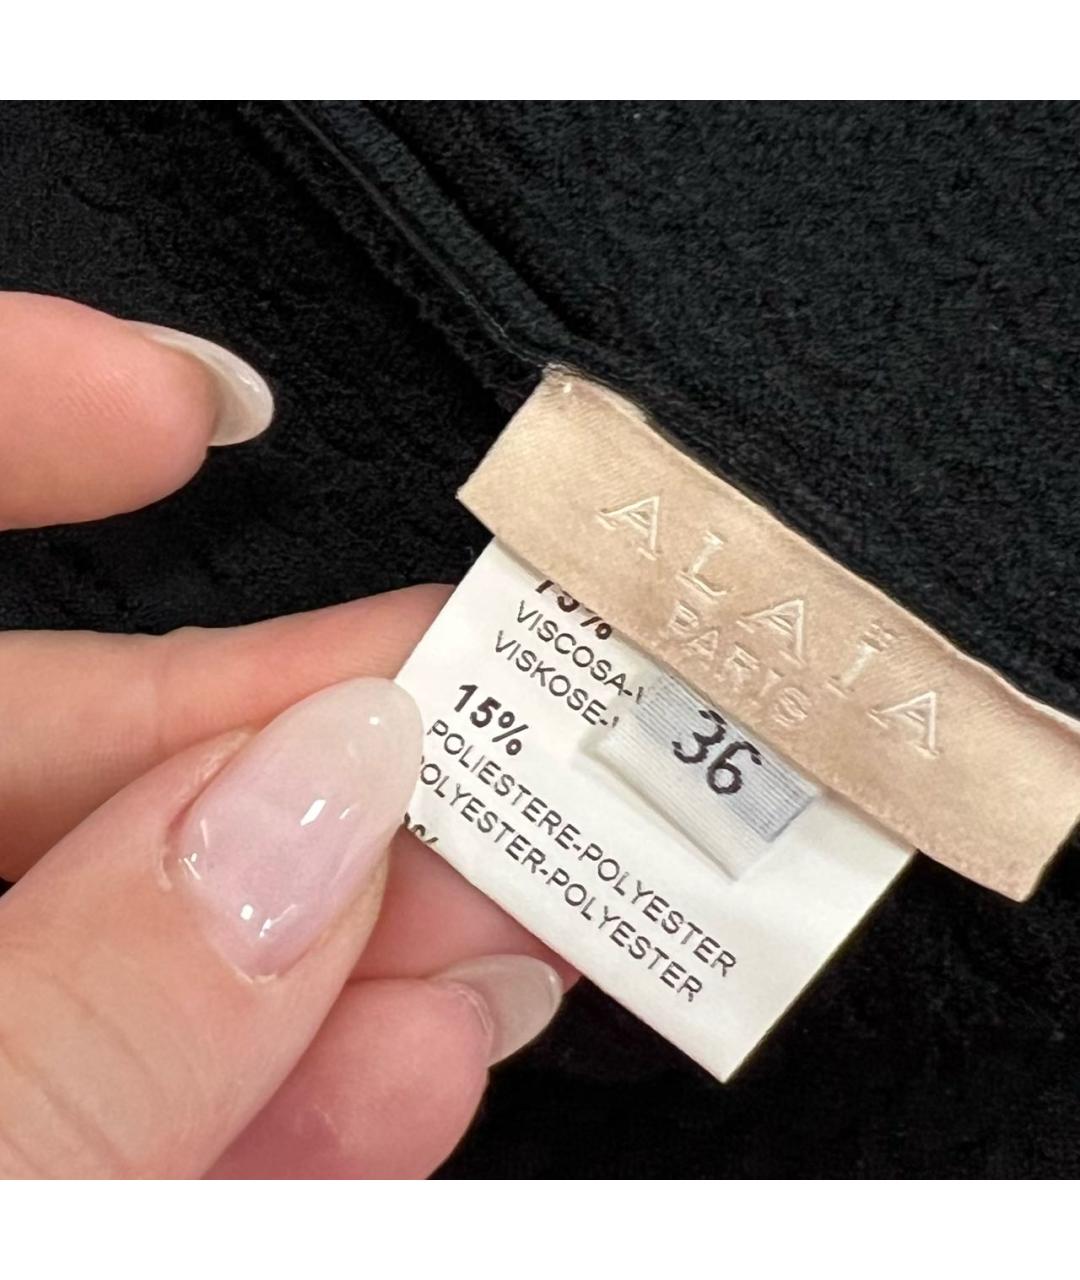 ALAÏA
PARIS
36
VISCOSA-
VISKOSE-
15%
POLIESTERE-POLYESTER
POLYESTER-POLYESTER